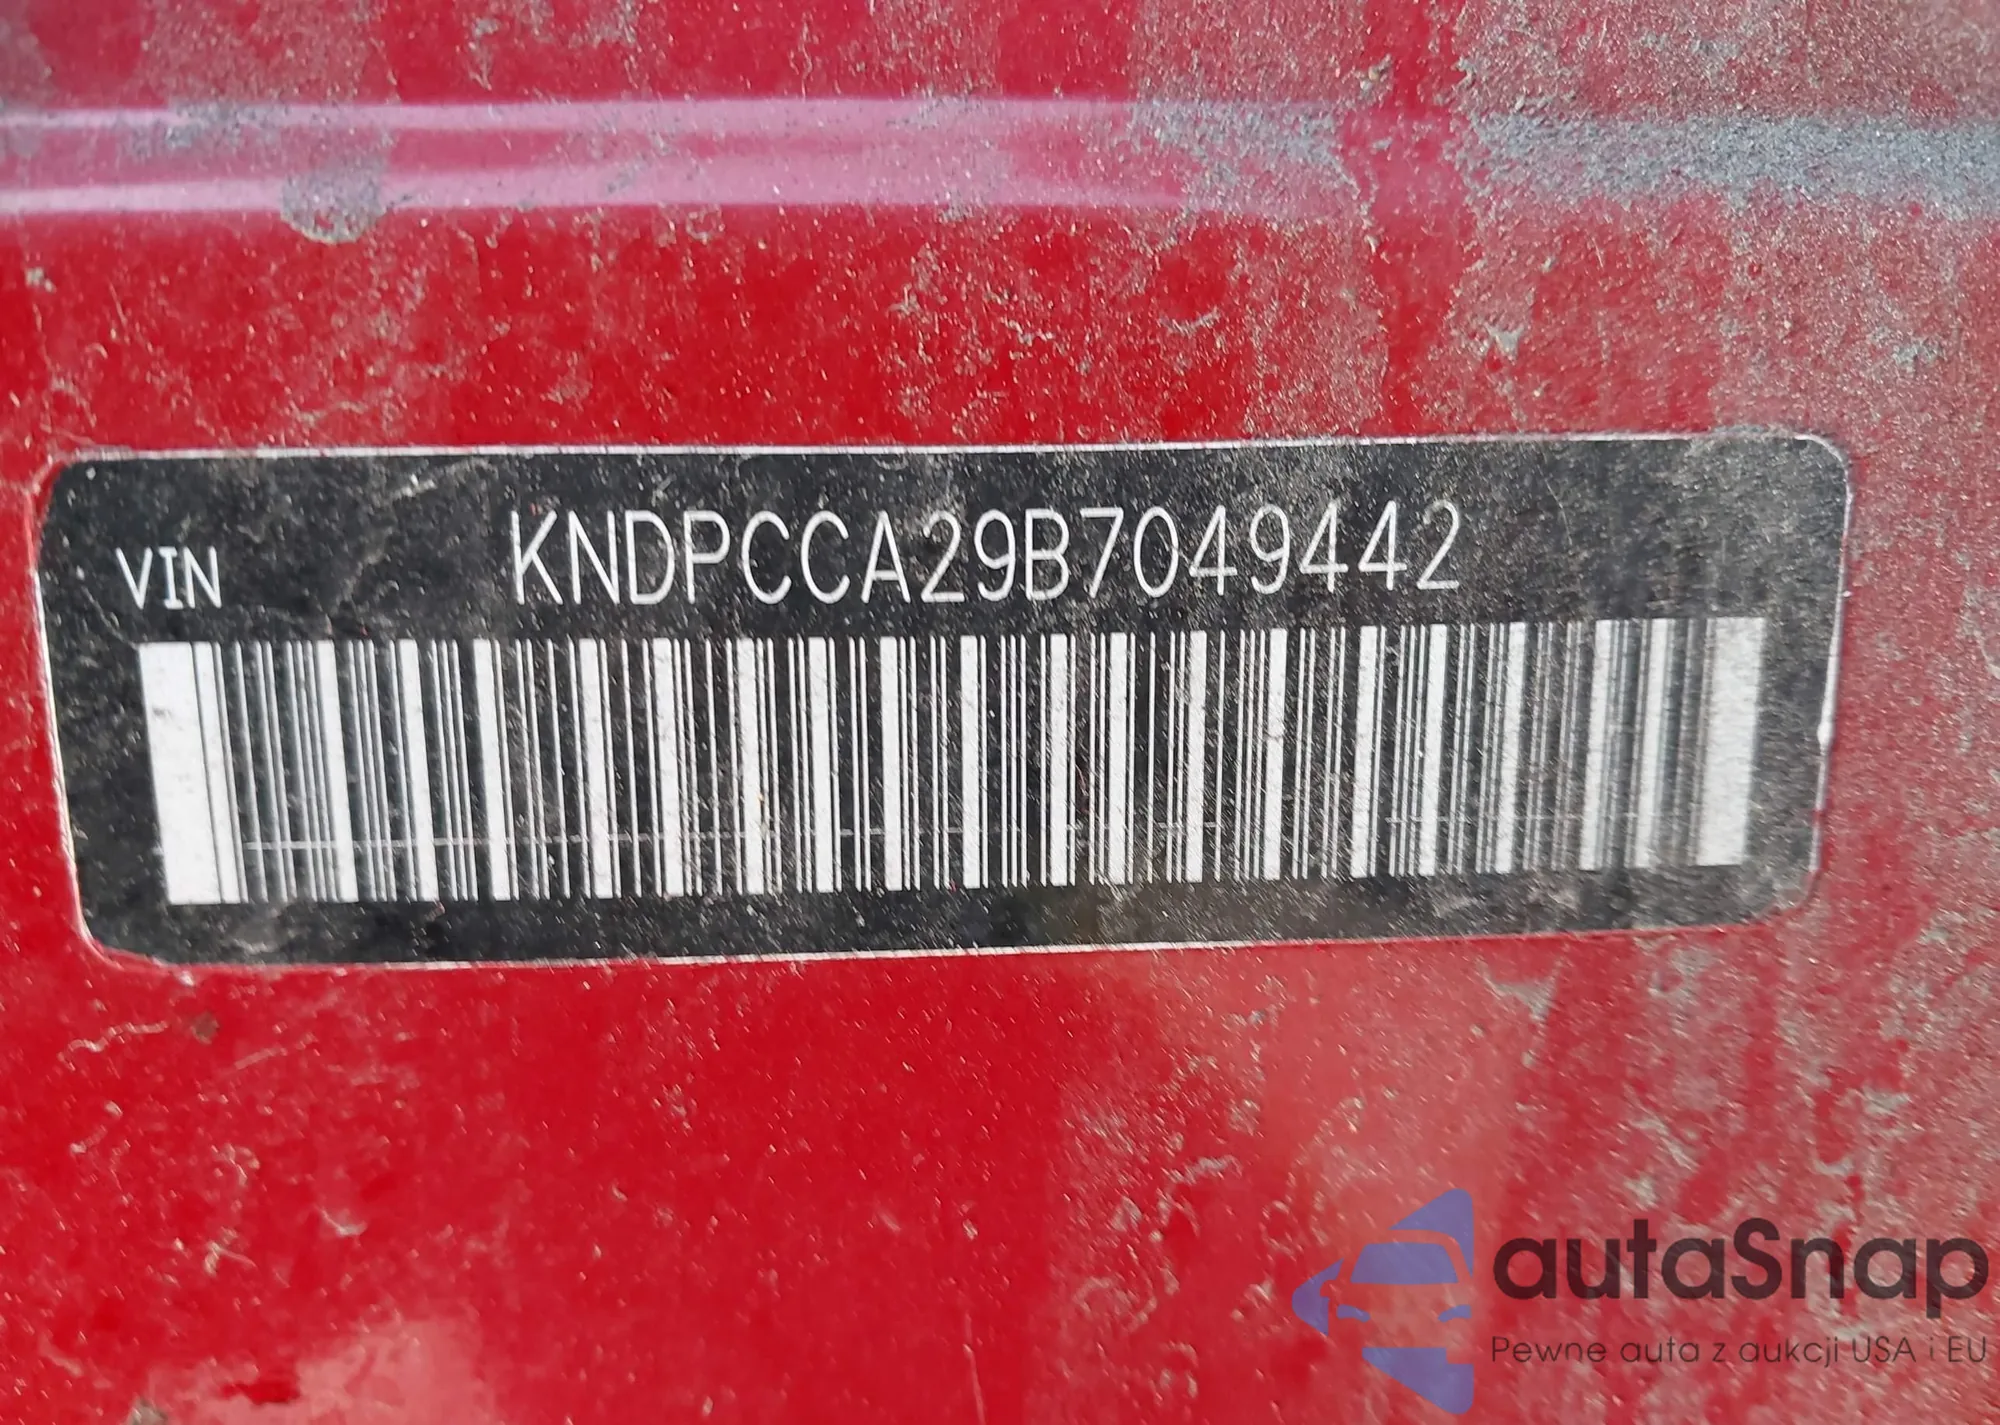 VIN KNDPCCA29B7049442
autaSnap
Pewne auta z aukcji USA i EU